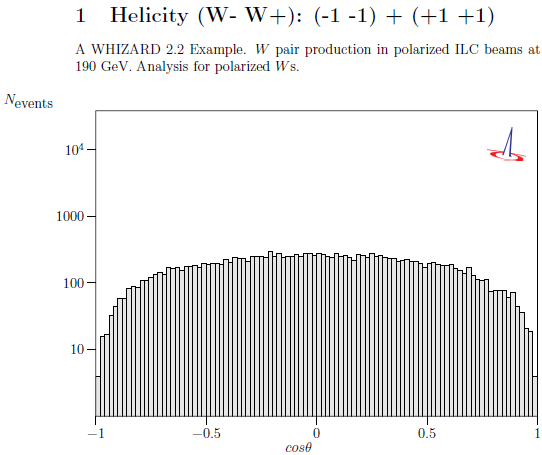 1 Helicity (W- W+): (-1 -1) + (+1 +1)
A WHIZARD 2.2 Example. W pair production in polarized ILC beams at
190 GeV. Analysis for polarized Ws.
Nevents
10⁴
1000
100
10
−1 −0.5 0 0.5 1
cosθ